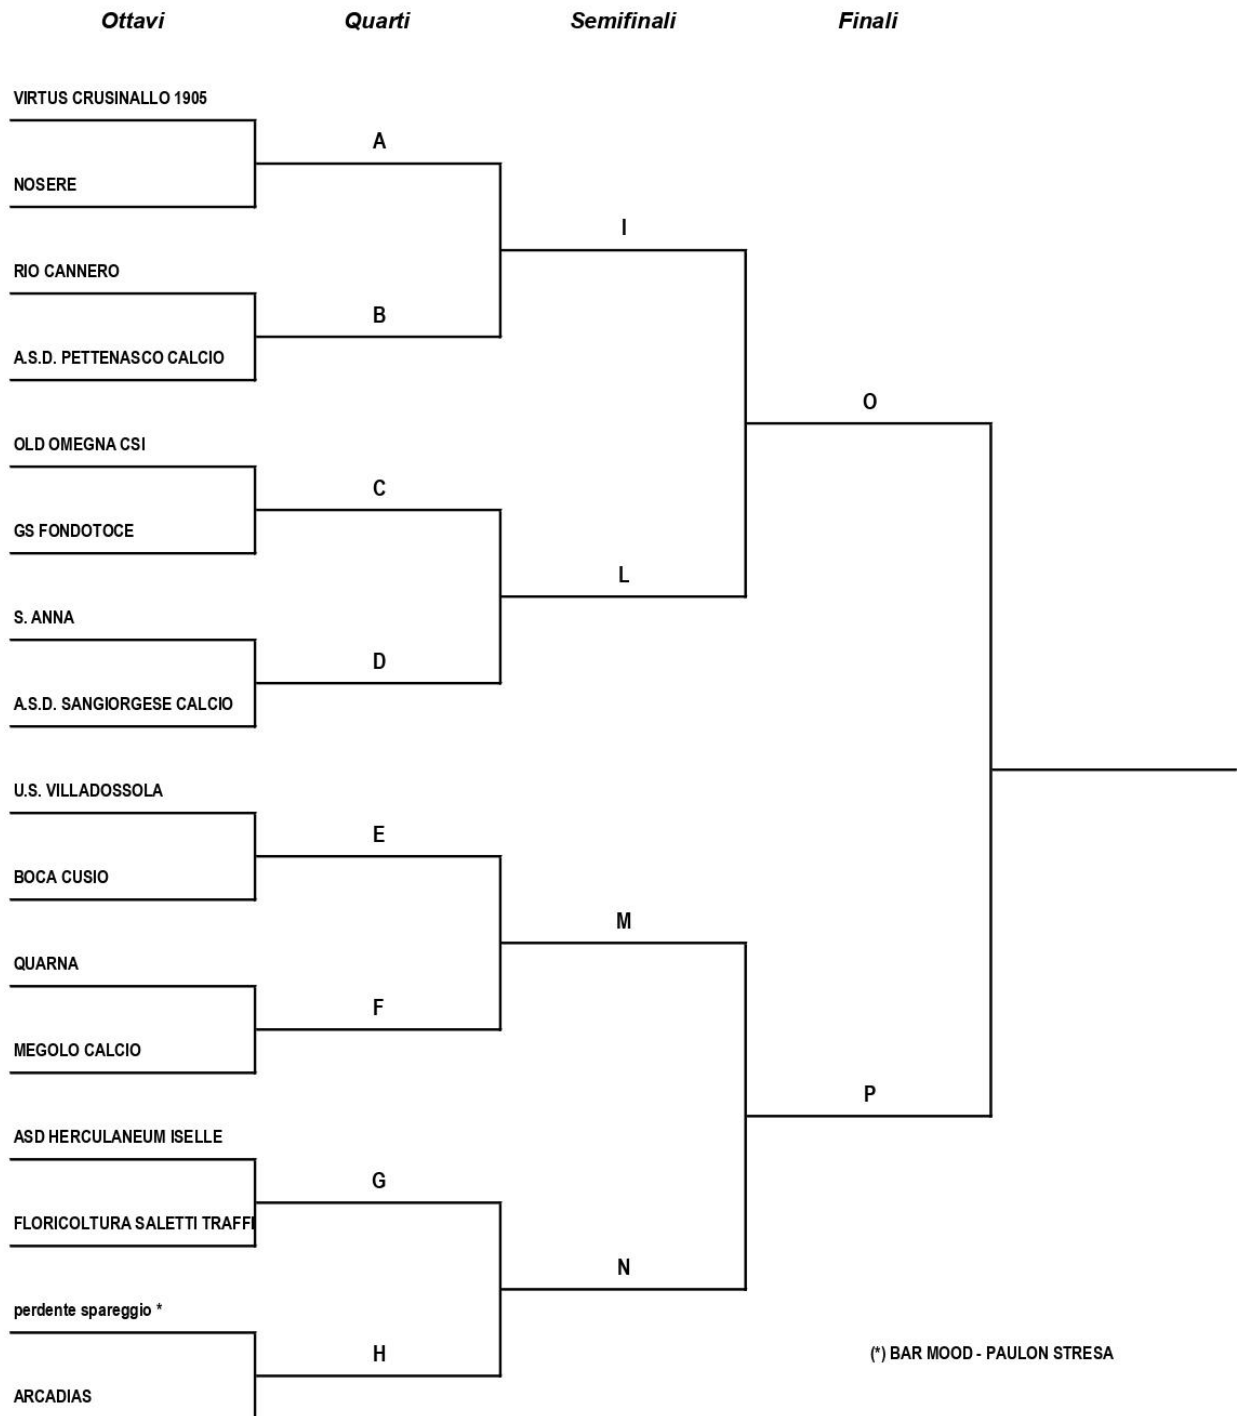 Ottavi Quarti Semifinali Finali
VIRTUS CRUSINALLO 1905
A
NOSERE
I
RIO CANNERO
B
A.S.D. PETTENASCO CALCIO
O
OLD OMEGNA CSI
C
GS FONDOTOCE
L
S. ANNA
D
A.S.D. SANGIORGESE CALCIO
U.S. VILLADOSSOLA
E
BOCA CUSIO
M
QUARNA
F
MEGOLO CALCIO
P
ASD HERCULANEUM ISELLE
G
FLORICOLTURA SALETTI TRAFFI
N
perdente spareggio *
H
(*) BAR MOOD - PAULON STRESA
ARCADIAS